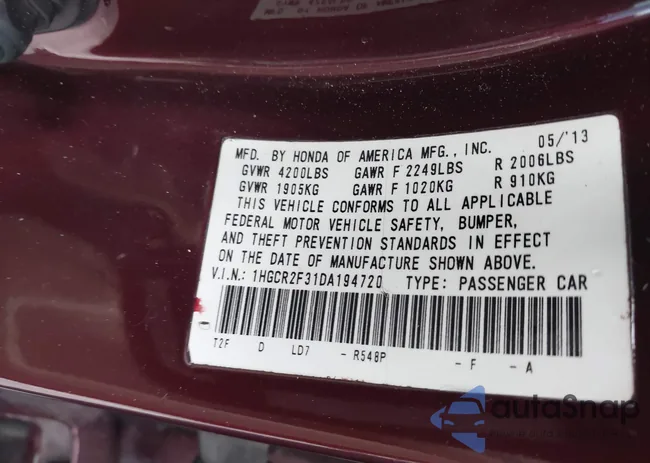 MFD. BY HONDA OF AMERICA MFG., INC. 05/'13
GVWR 4200LBS GAWR F 2249LBS R 2006LBS
GVWR 1905KG GAWR F 1020KG R 910KG
THIS VEHICLE CONFORMS TO ALL APPLICABLE
FEDERAL MOTOR VEHICLE SAFETY, BUMPER,
AND THEFT PREVENTION STANDARDS IN EFFECT
ON THE DATE OF MANUFACTURE SHOWN ABOVE.
V.I.N.: 1HGCR2F31DA194720 TYPE: PASSENGER CAR
T2F D LD7 - R548P - F - A
autoSnap